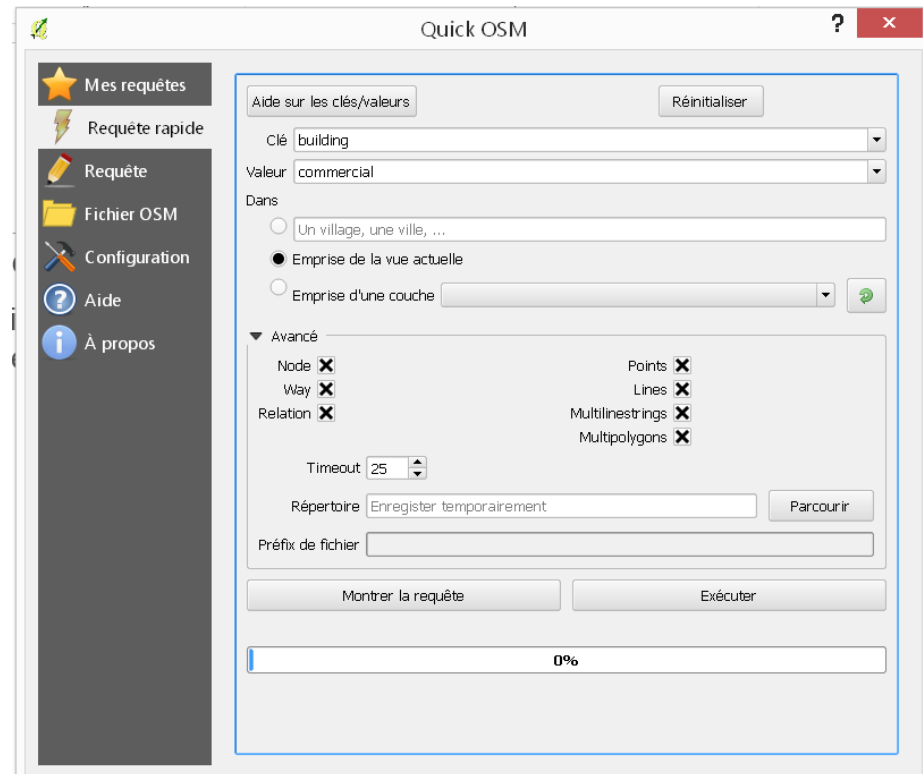 Quick OSM
?
Mes requêtes
Requête rapide
Requête
Fichier OSM
Configuration
Aide
À propos
Aide sur les clés/valeurs
Réinitialiser
Clé building
Valeur commercial
Dans
Un village, une ville, ...
Emprise de la vue actuelle
Emprise d'une couche
Avancé
Node
Way
Relation
Points
Lines
Multilinestrings
Multipolygons
Timeout 25
Répertoire Enregister temporairement
Parcourir
Préfix de fichier
Montrer la requête
Exécuter
0%